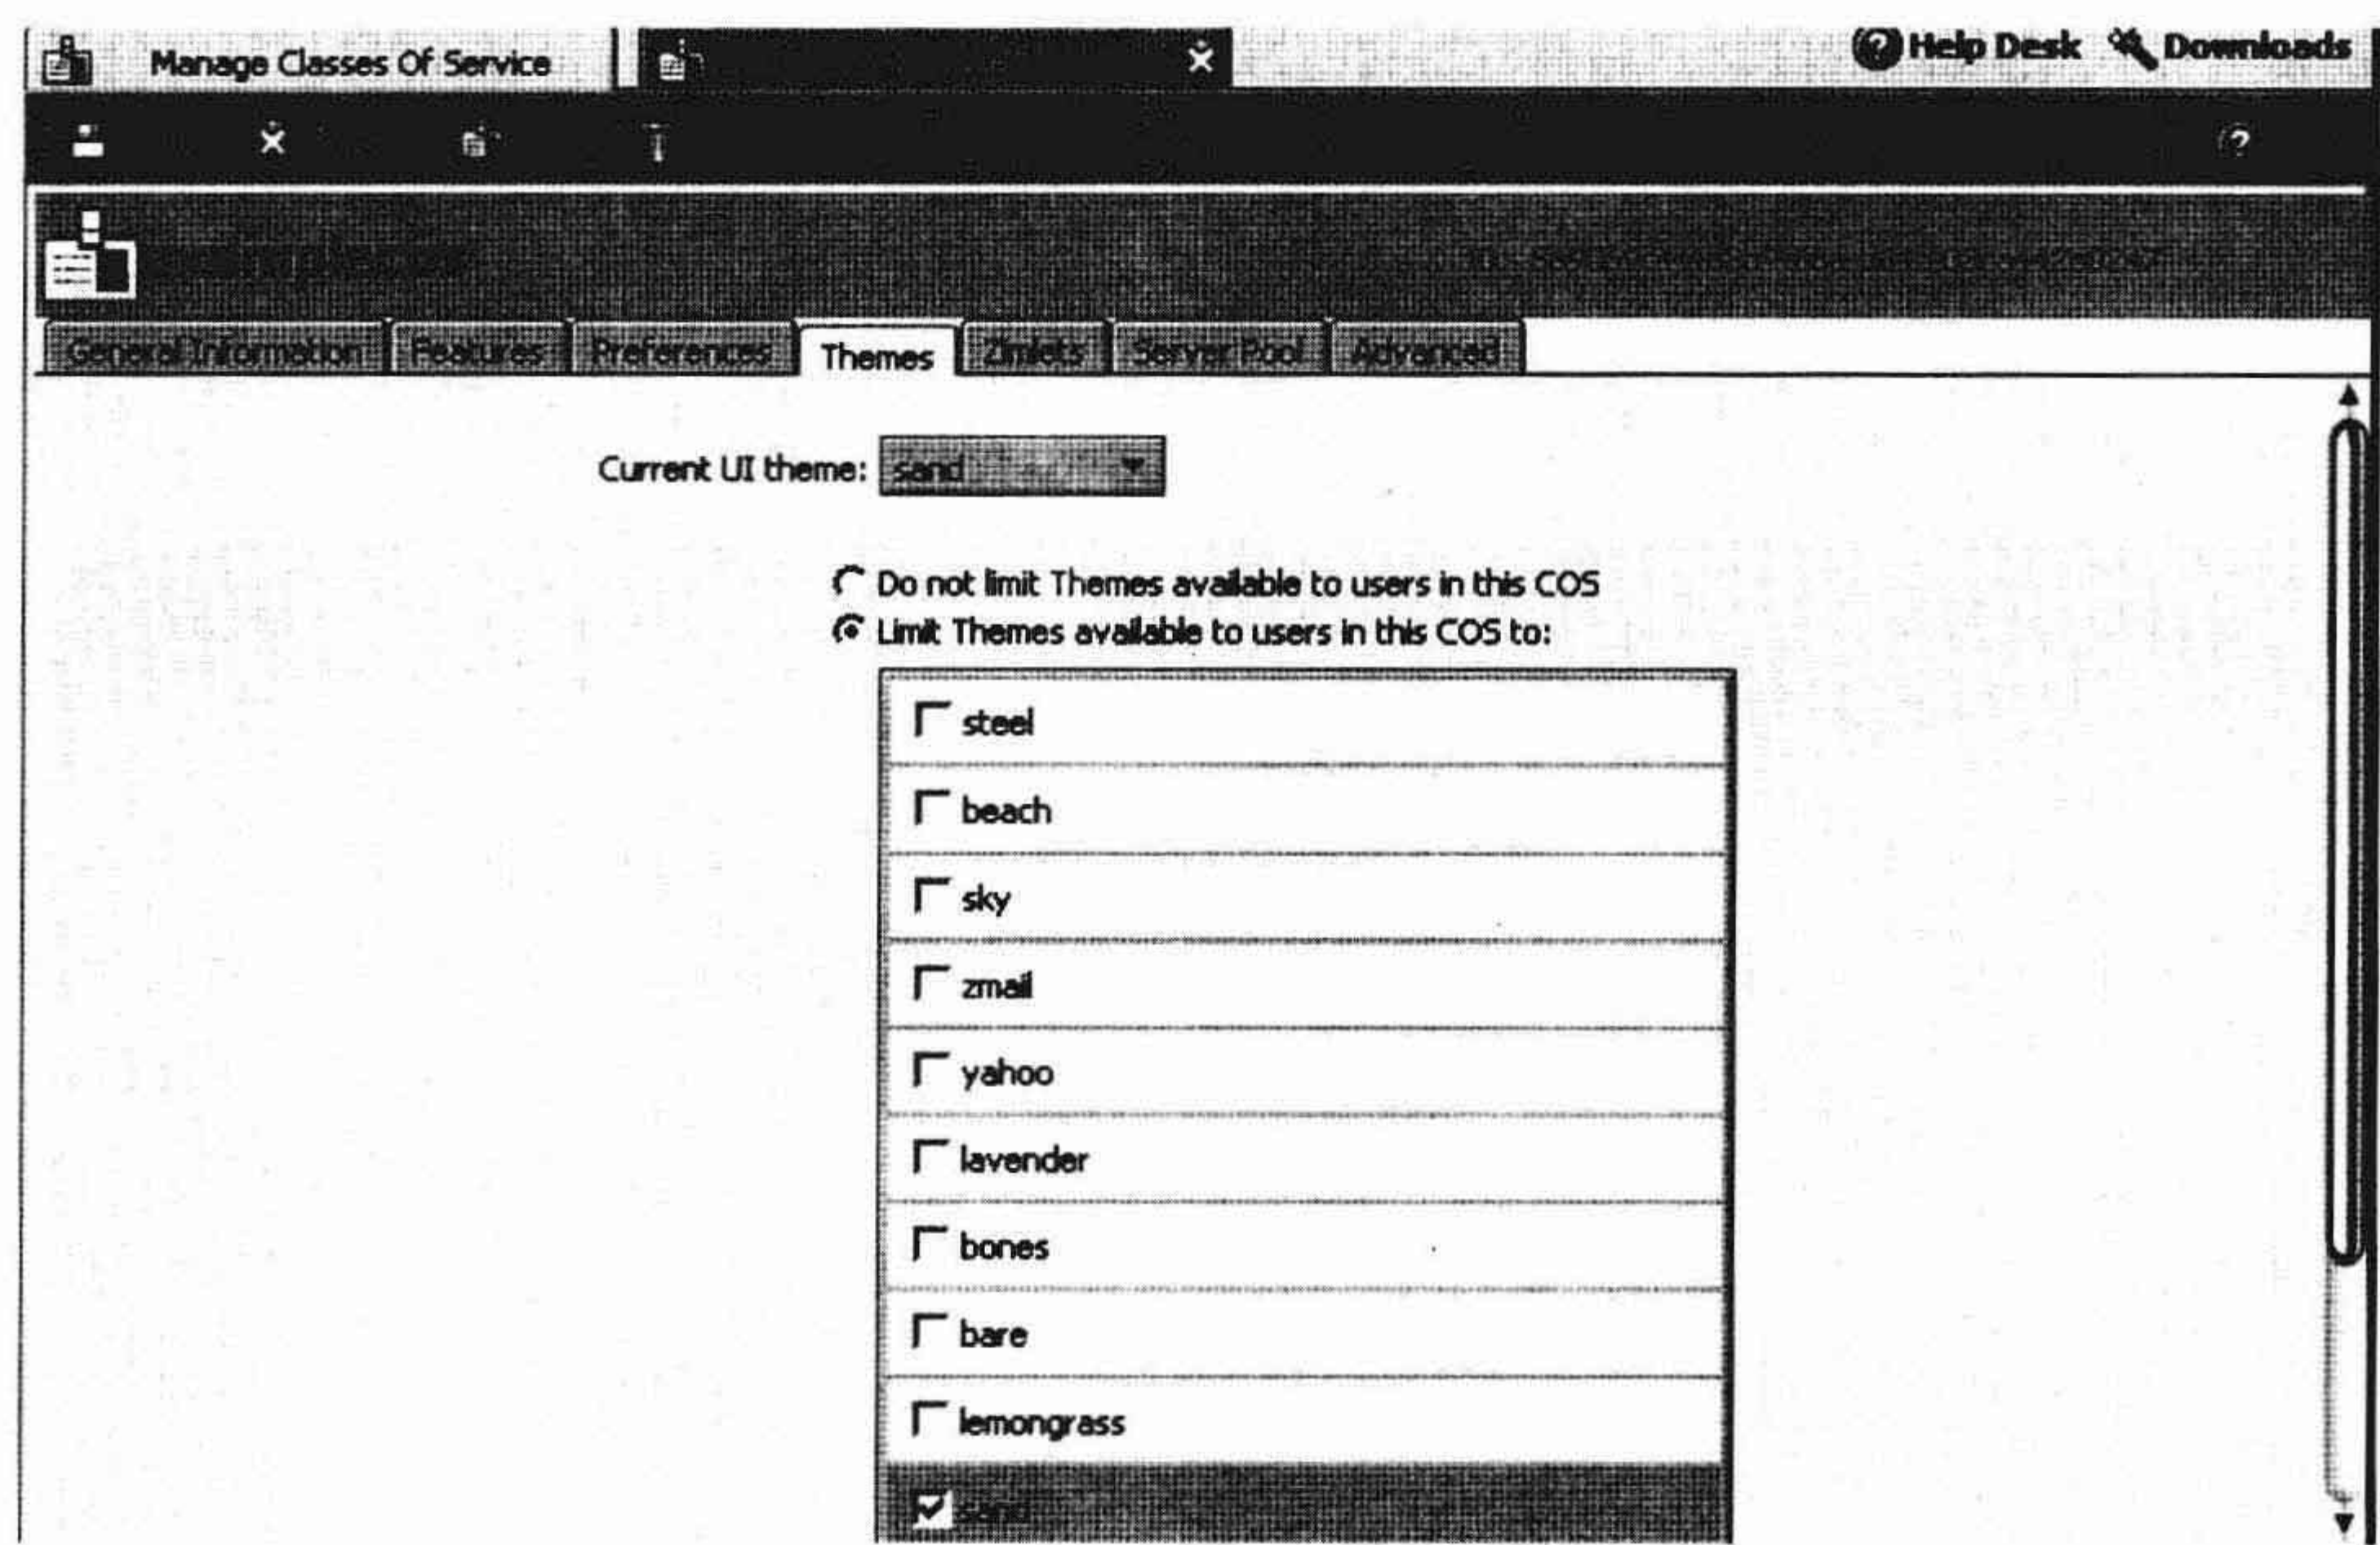 Manage Classes Of Service
Help Desk Downloads
General Information Features Preferences Themes Zimlets Server Pool Advanced
Current UI theme: sand
Do not limit Themes available to users in this COS
Limit Themes available to users in this COS to:
steel
beach
sky
zmail
yahoo
lavender
bones
bare
lemongrass
sand